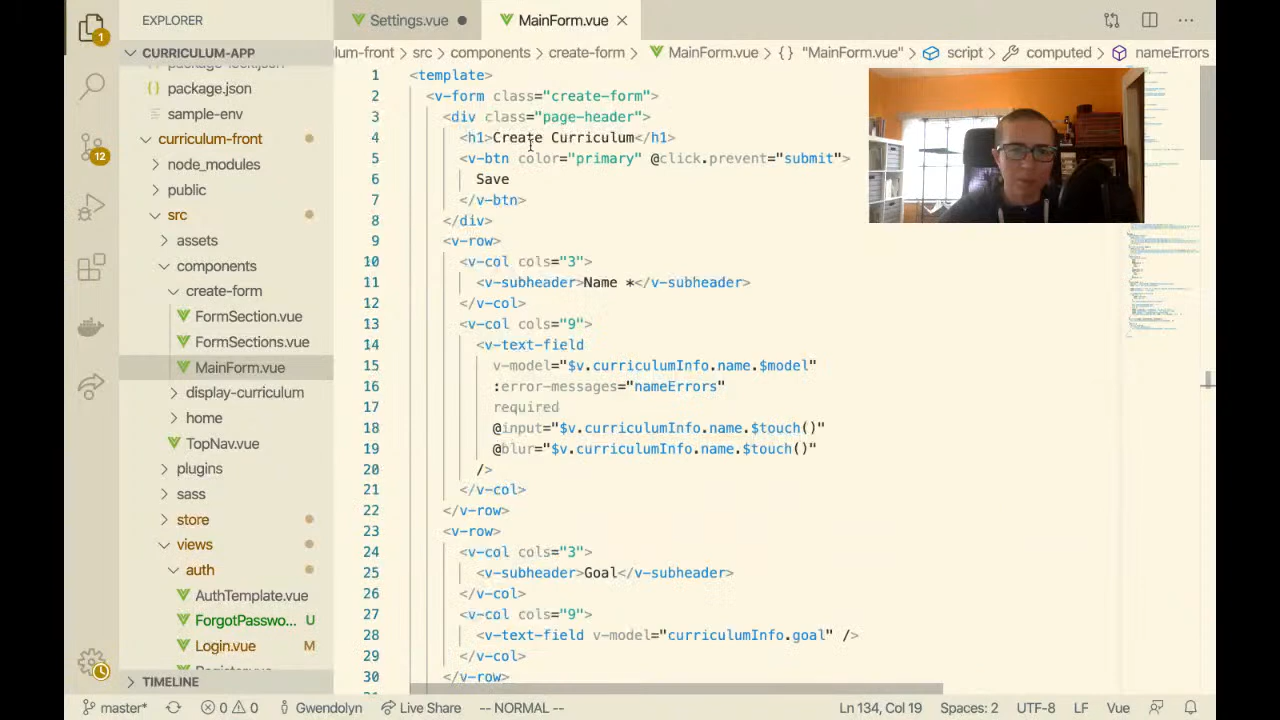 EXPLORER
Settings.vue
MainForm.vue
CURRICULUM-APP
lum-front > src > components > create-form > MainForm.vue > {} "MainForm.vue" > script > computed > nameErrors
1
package-lock.json
package.json
sample-env
curriculum-front
node_modules
public
src
assets
components
create-form
FormSection.vue
FormSections.vue
MainForm.vue
display-curriculum
home
TopNav.vue
plugins
sass
store
views
auth
AuthTemplate.vue
ForgotPasswo... U
Login.vue M
Register.vue
TIMELINE
12
1 <template>
2 <v-form class="create-form">
3 <div class="page-header">
4 <h1>Create Curriculum</h1>
5 <v-btn color="primary" @click.prevent="submit">
6 Save
7 </v-btn>
8 </div>
9 <v-row>
10 <v-col cols="3">
11 <v-subheader>Name *</v-subheader>
12 </v-col>
13 <v-col cols="9">
14 <v-text-field
15 v-model="$v.curriculumInfo.name.$model"
16 :error-messages="nameErrors"
17 required
18 @input="$v.curriculumInfo.name.$touch()"
19 @blur="$v.curriculumInfo.name.$touch()"
20 />
21 </v-col>
22 </v-row>
23 <v-row>
24 <v-col cols="3">
25 <v-subheader>Goal</v-subheader>
26 </v-col>
27 <v-col cols="9">
28 <v-text-field v-model="curriculumInfo.goal" />
29 </v-col>
30 </v-row>
master* 0 0 Gwendolyn Live Share -- NORMAL -- Ln 134, Col 19 Spaces: 2 UTF-8 LF Vue